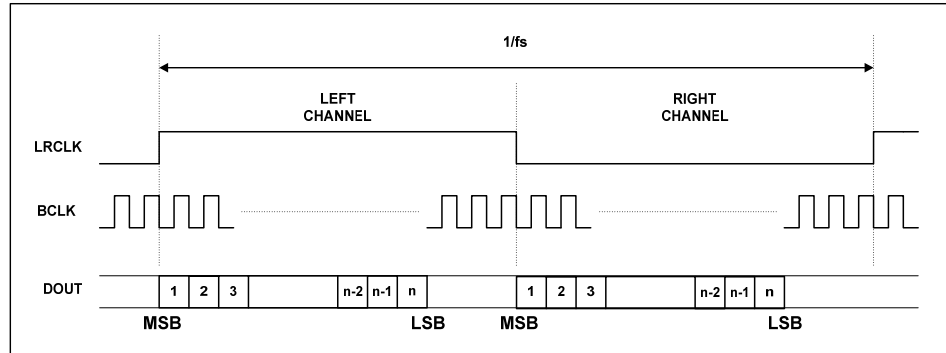 1/fs
LEFT
CHANNEL
RIGHT
CHANNEL
LRCLK
BCLK
DOUT
1 2 3 n-2 n-1 n 1 2 3 n-2 n-1 n
MSB LSB MSB LSB